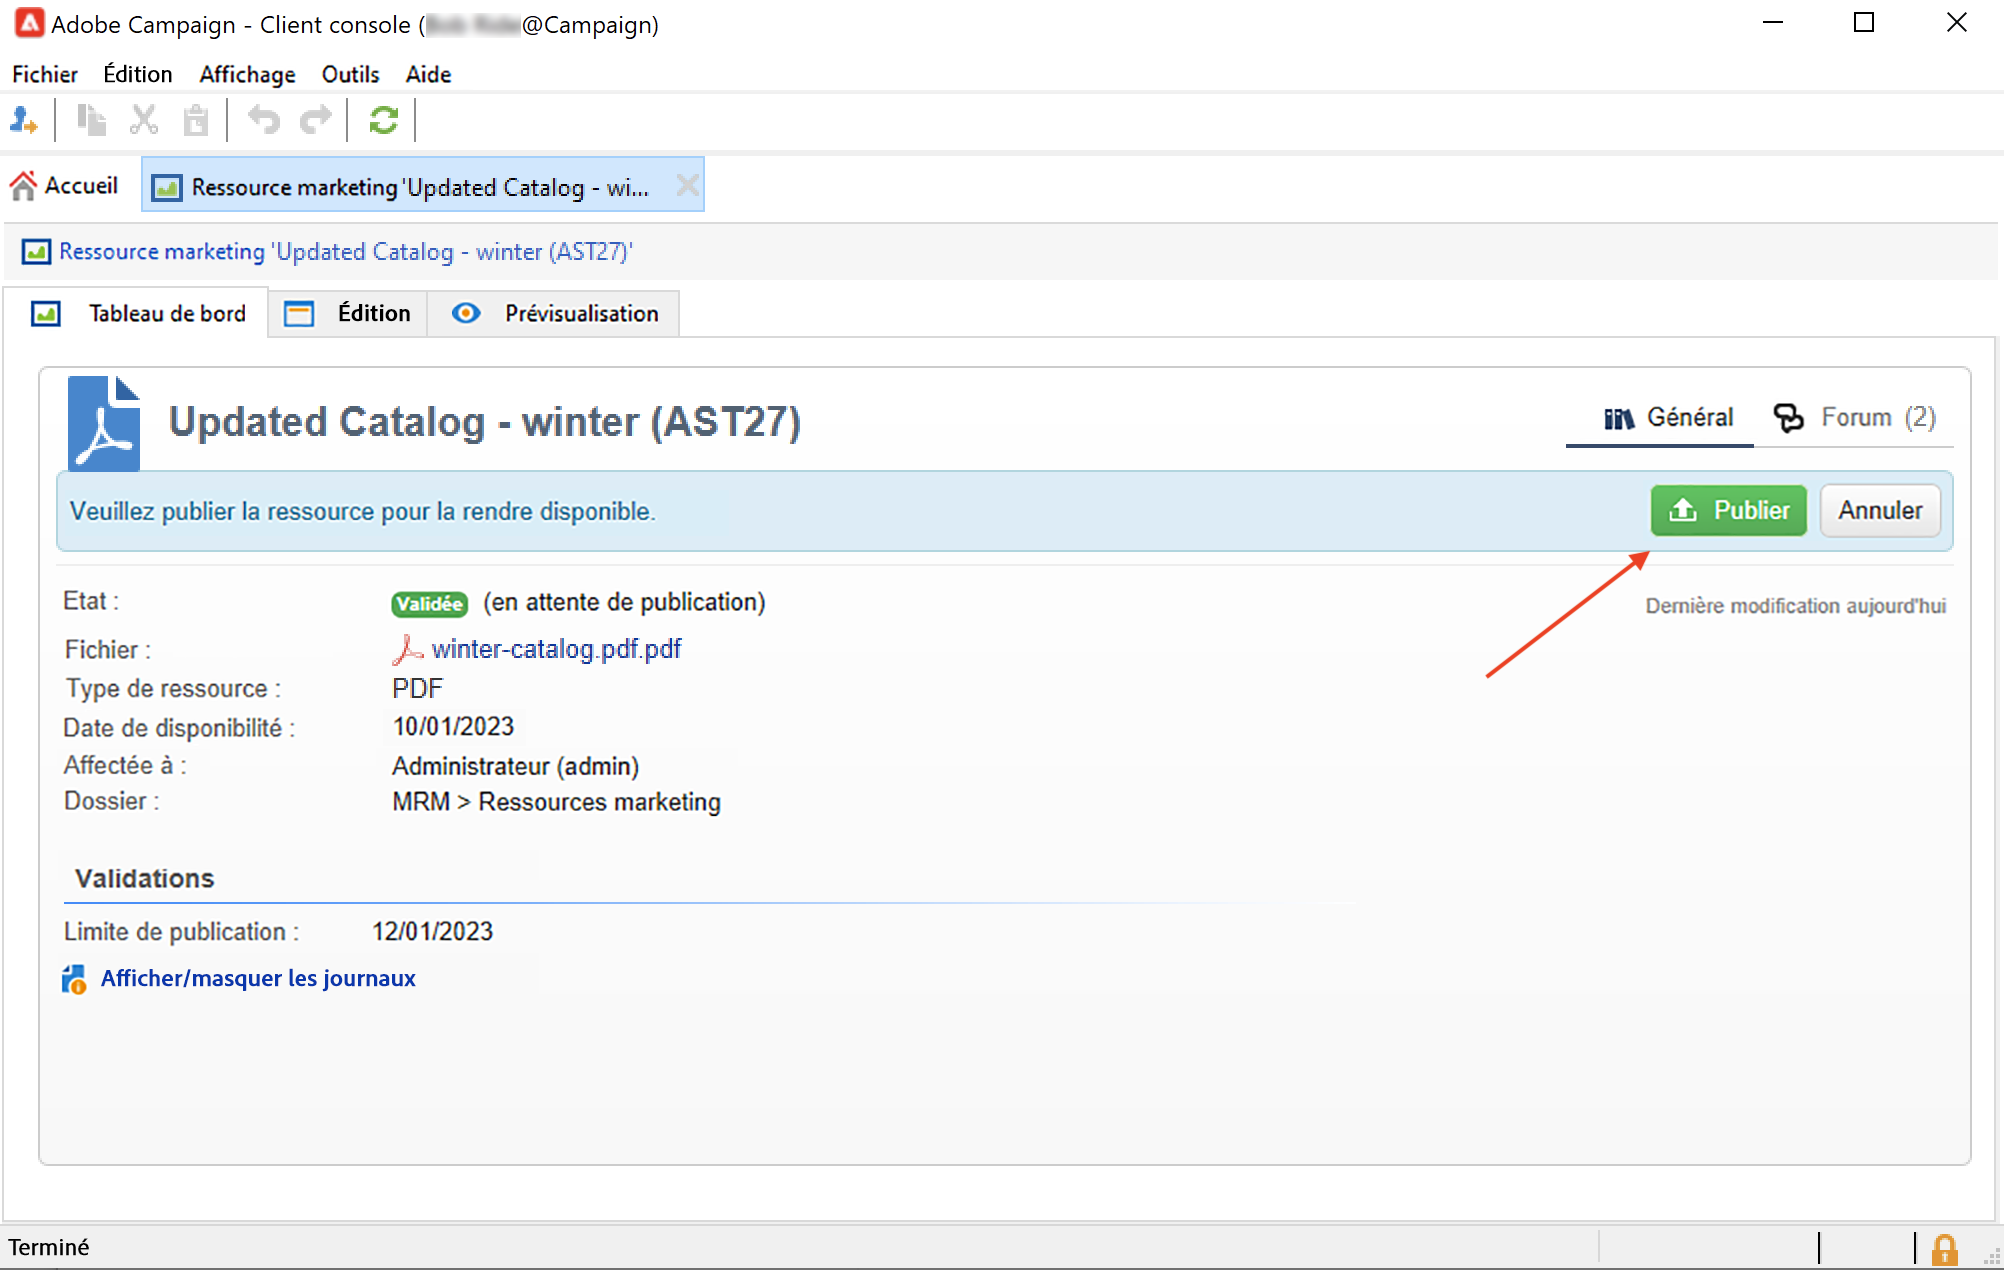 Adobe Campaign - Client console (@Campaign)
Fichier Édition Affichage Outils Aide
Accueil
Ressource marketing 'Updated Catalog - wi...
Ressource marketing 'Updated Catalog - winter (AST27)'
Tableau de bord Édition Prévisualisation
Updated Catalog - winter (AST27)
Général Forum (2)
Veuillez publier la ressource pour la rendre disponible.
Publier Annuler
Etat : Validée (en attente de publication)
Dernière modification aujourd'hui
Fichier : winter-catalog.pdf.pdf
Type de ressource : PDF
Date de disponibilité : 10/01/2023
Affectée à : Administrateur (admin)
Dossier : MRM > Ressources marketing
Validations
Limite de publication : 12/01/2023
Afficher/masquer les journaux
Terminé